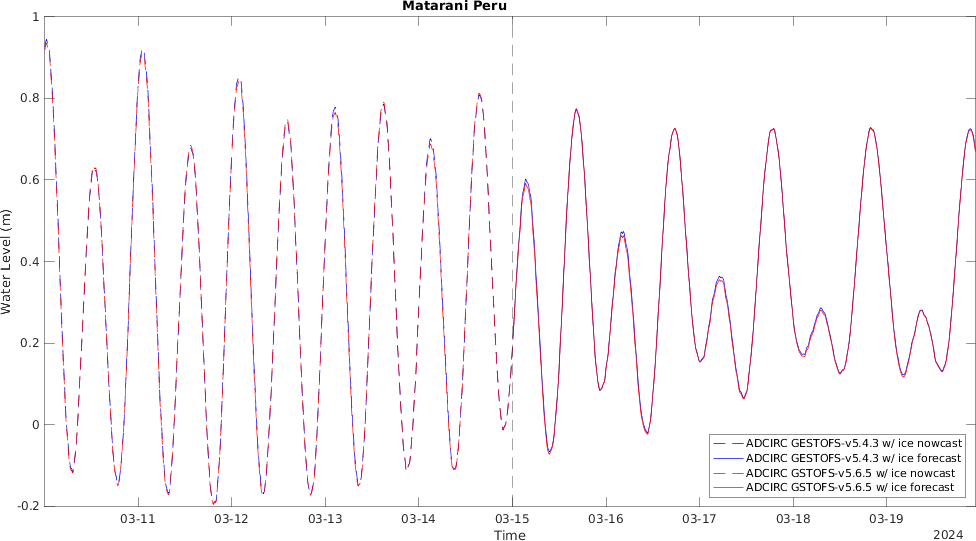 Matarani Peru
Water Level (m)
1
0.8
0.6
0.4
0.2
0
-0.2
03-11
03-12
03-13
03-14
03-15
03-16
03-17
03-18
03-19
Time
2024
ADCIRC GESTOFS-v5.4.3 w/ ice nowcast
ADCIRC GESTOFS-v5.4.3 w/ ice forecast
ADCIRC GSTOFS-v5.6.5 w/ ice nowcast
ADCIRC GSTOFS-v5.6.5 w/ ice forecast